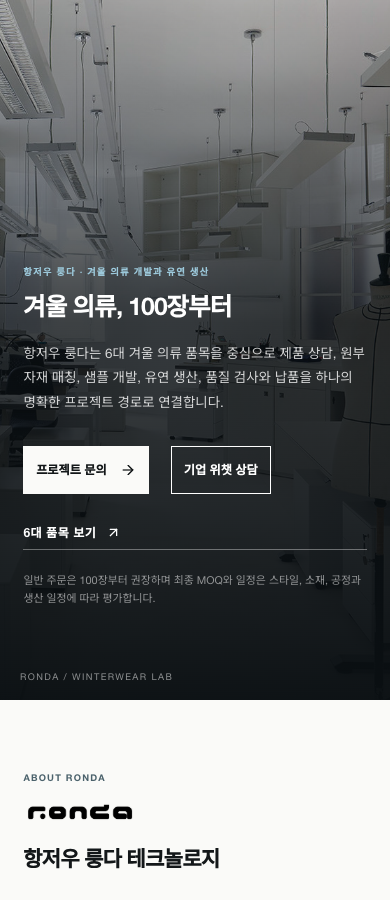 항저우 룽다 · 겨울 의류 개발과 유연 생산
겨울 의류, 100장부터
항저우 룽다는 6대 겨울 의류 품목을 중심으로 제품 상담, 원부
자재 매칭, 샘플 개발, 유연 생산, 품질 검사와 납품을 하나의
명확한 프로젝트 경로로 연결합니다.
프로젝트 문의 →
기업 위챗 상담
6대 품목 보기 ↗
일반 주문은 100장부터 권장하며 최종 MOQ와 일정은 스타일, 소재, 공정과
생산 일정에 따라 평가합니다.
RONDA / WINTERWEAR LAB
ABOUT RONDA
ronda
항저우 룽다 테크놀로지